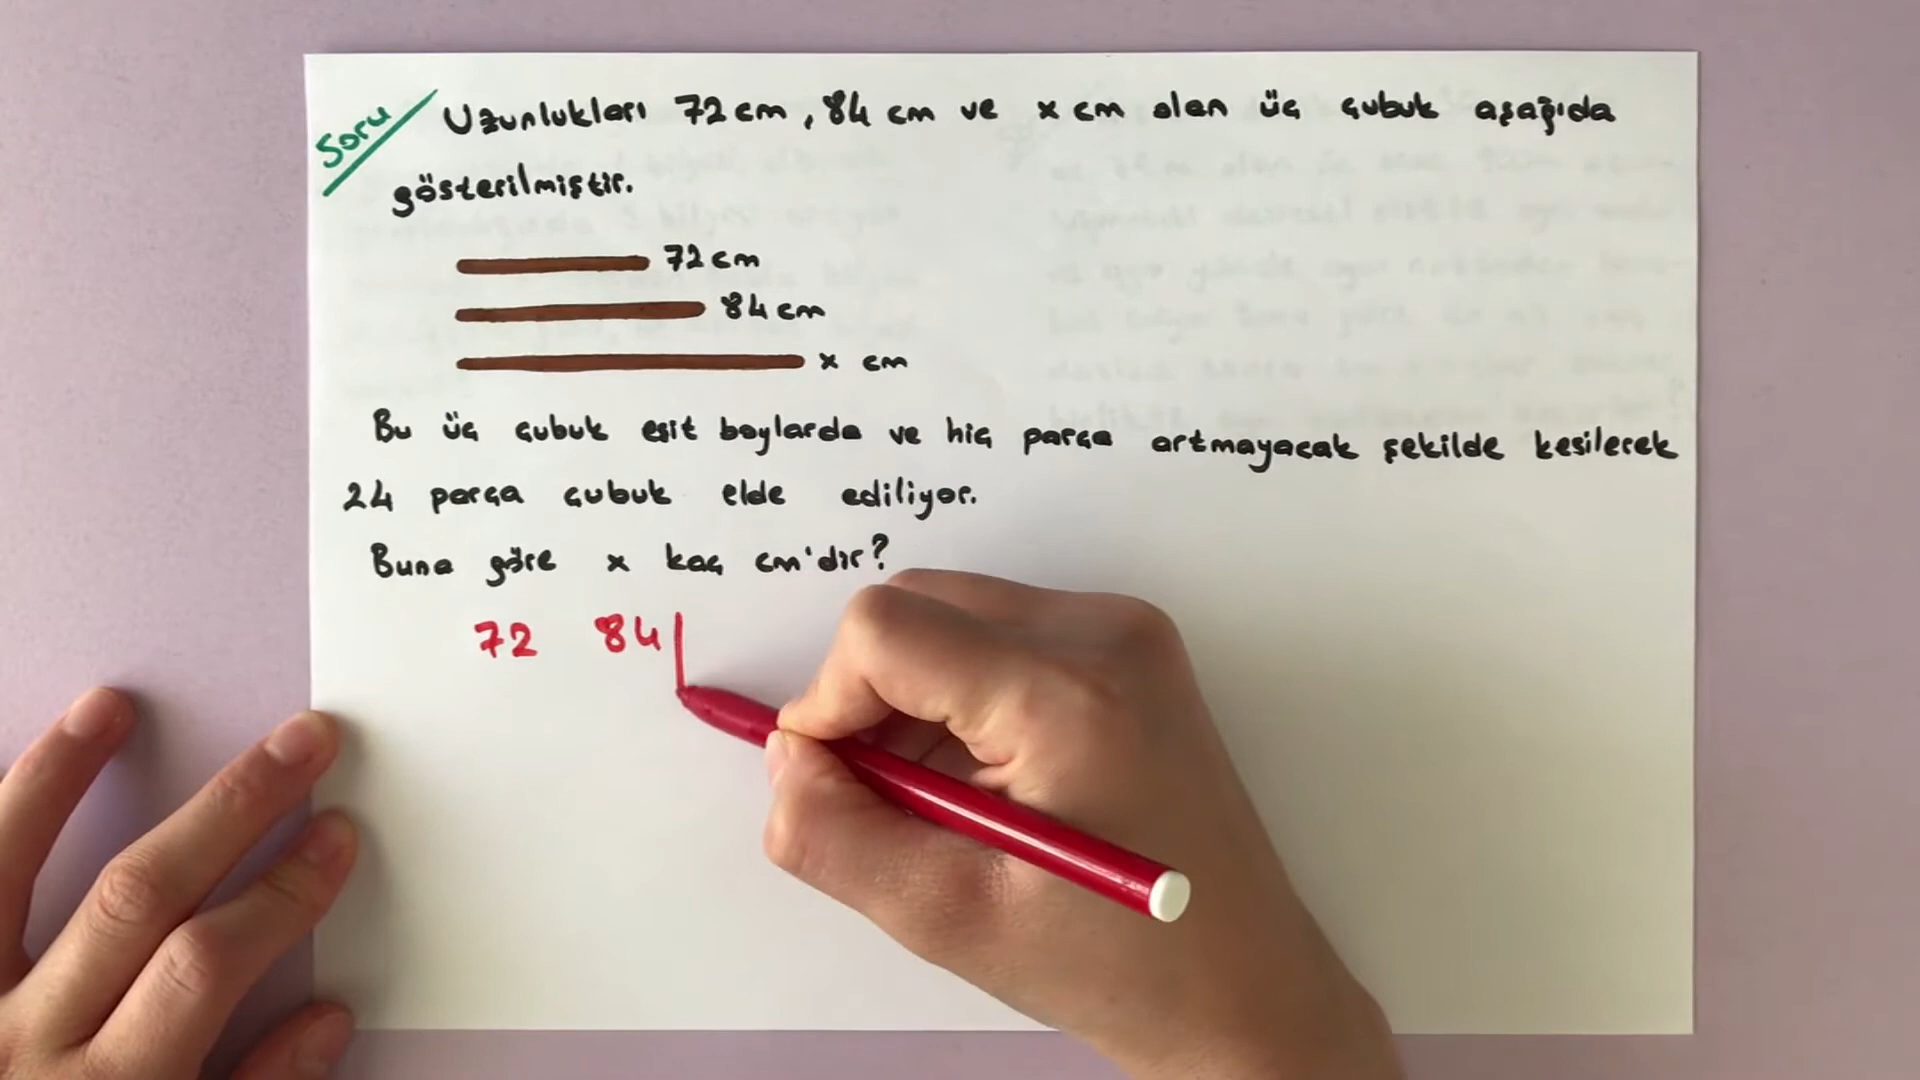 Soru
Uzunlukları 72 cm, 84 cm ve x cm olan üç çubuk aşağıda
gösterilmiştir.
72 cm
84 cm
x cm
Bu üç çubuk eşit boylarda ve hiç parça artmayacak şekilde kesilerek
24 parça çubuk elde ediliyor.
Buna göre x kaç cm'dir?
72 84